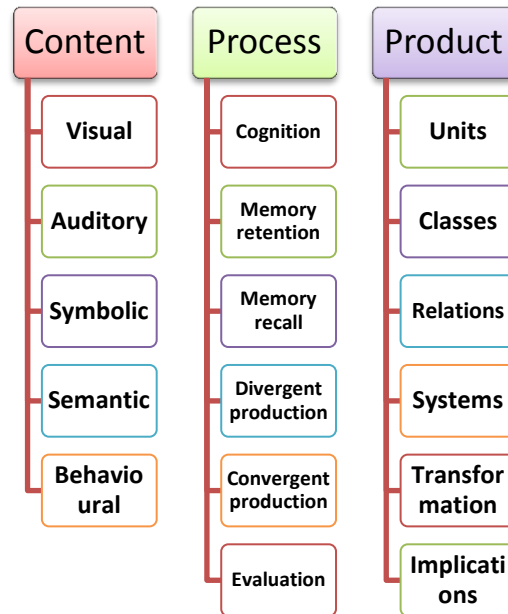 Content
Visual
Auditory
Symbolic
Semantic
Behavio
ural
Process
Cognition
Memory
retention
Memory
recall
Divergent
production
Convergent
production
Evaluation
Product
Units
Classes
Relations
Systems
Transfor
mation
Implicati
ons